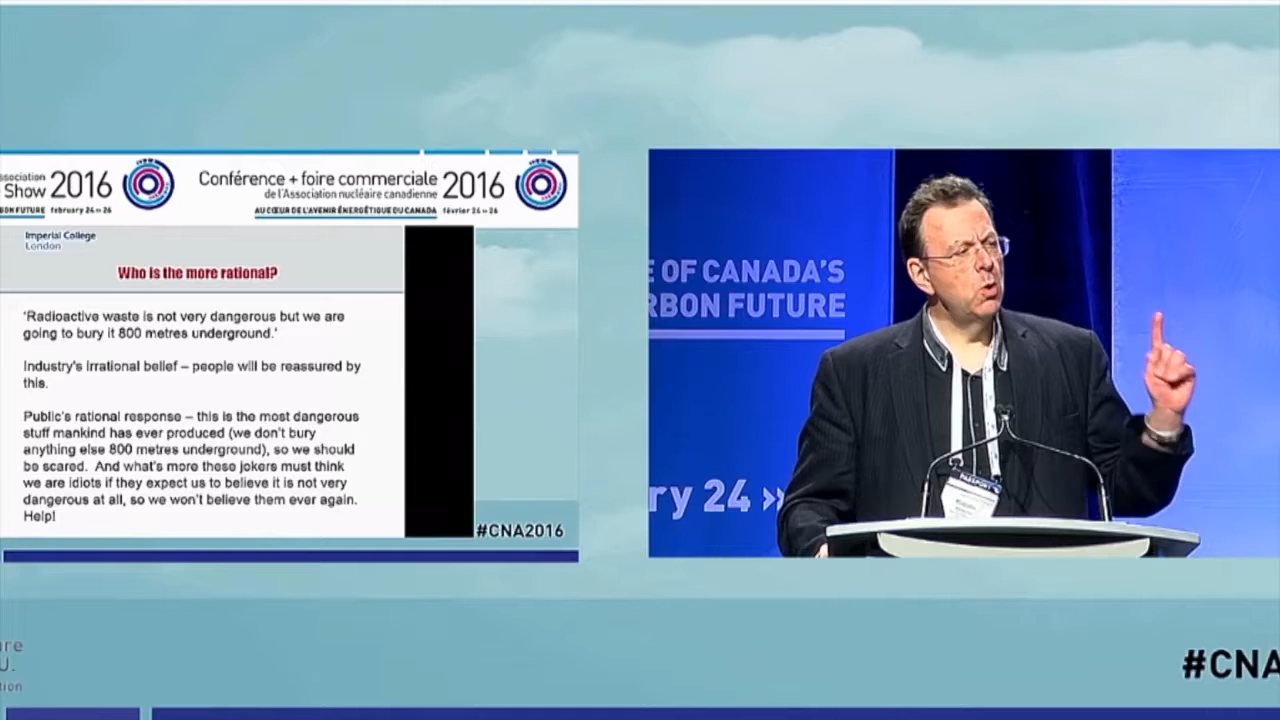 ssociation
Show 2016
BON FUTURE february 24 » 26
Conférence + foire commerciale
de l'Association nucléaire canadienne 2016
AU CŒUR DE L'AVENIR ÉNERGÉTIQUE DU CANADA février 24 » 26
Imperial College
London
Who is the more rational?
'Radioactive waste is not very dangerous but we are
going to bury it 800 metres underground.'
Industry's irrational belief – people will be reassured by
this.
Public's rational response – this is the most dangerous
stuff mankind has ever produced (we don't bury
anything else 800 metres underground), so we should
be scared. And what's more these jokers must think
we are idiots if they expect us to believe it is not very
dangerous at all, so we won't believe them ever again.
Help!
#CNA2016
E OF CANADA'S
RBON FUTURE
ry 24 »
PASSPORT
ure
U.
tion
#CNA